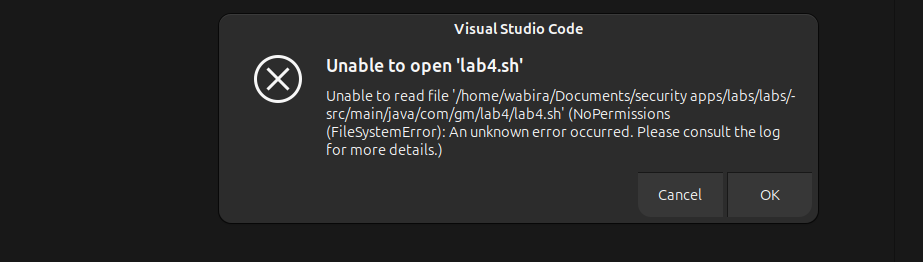 Visual Studio Code
Unable to open 'lab4.sh'
Unable to read file '/home/wabira/Documents/security apps/labs/labs/-
src/main/java/com/gm/lab4/lab4.sh' (NoPermissions
(FileSystemError): An unknown error occurred. Please consult the log
for more details.)
Cancel
OK